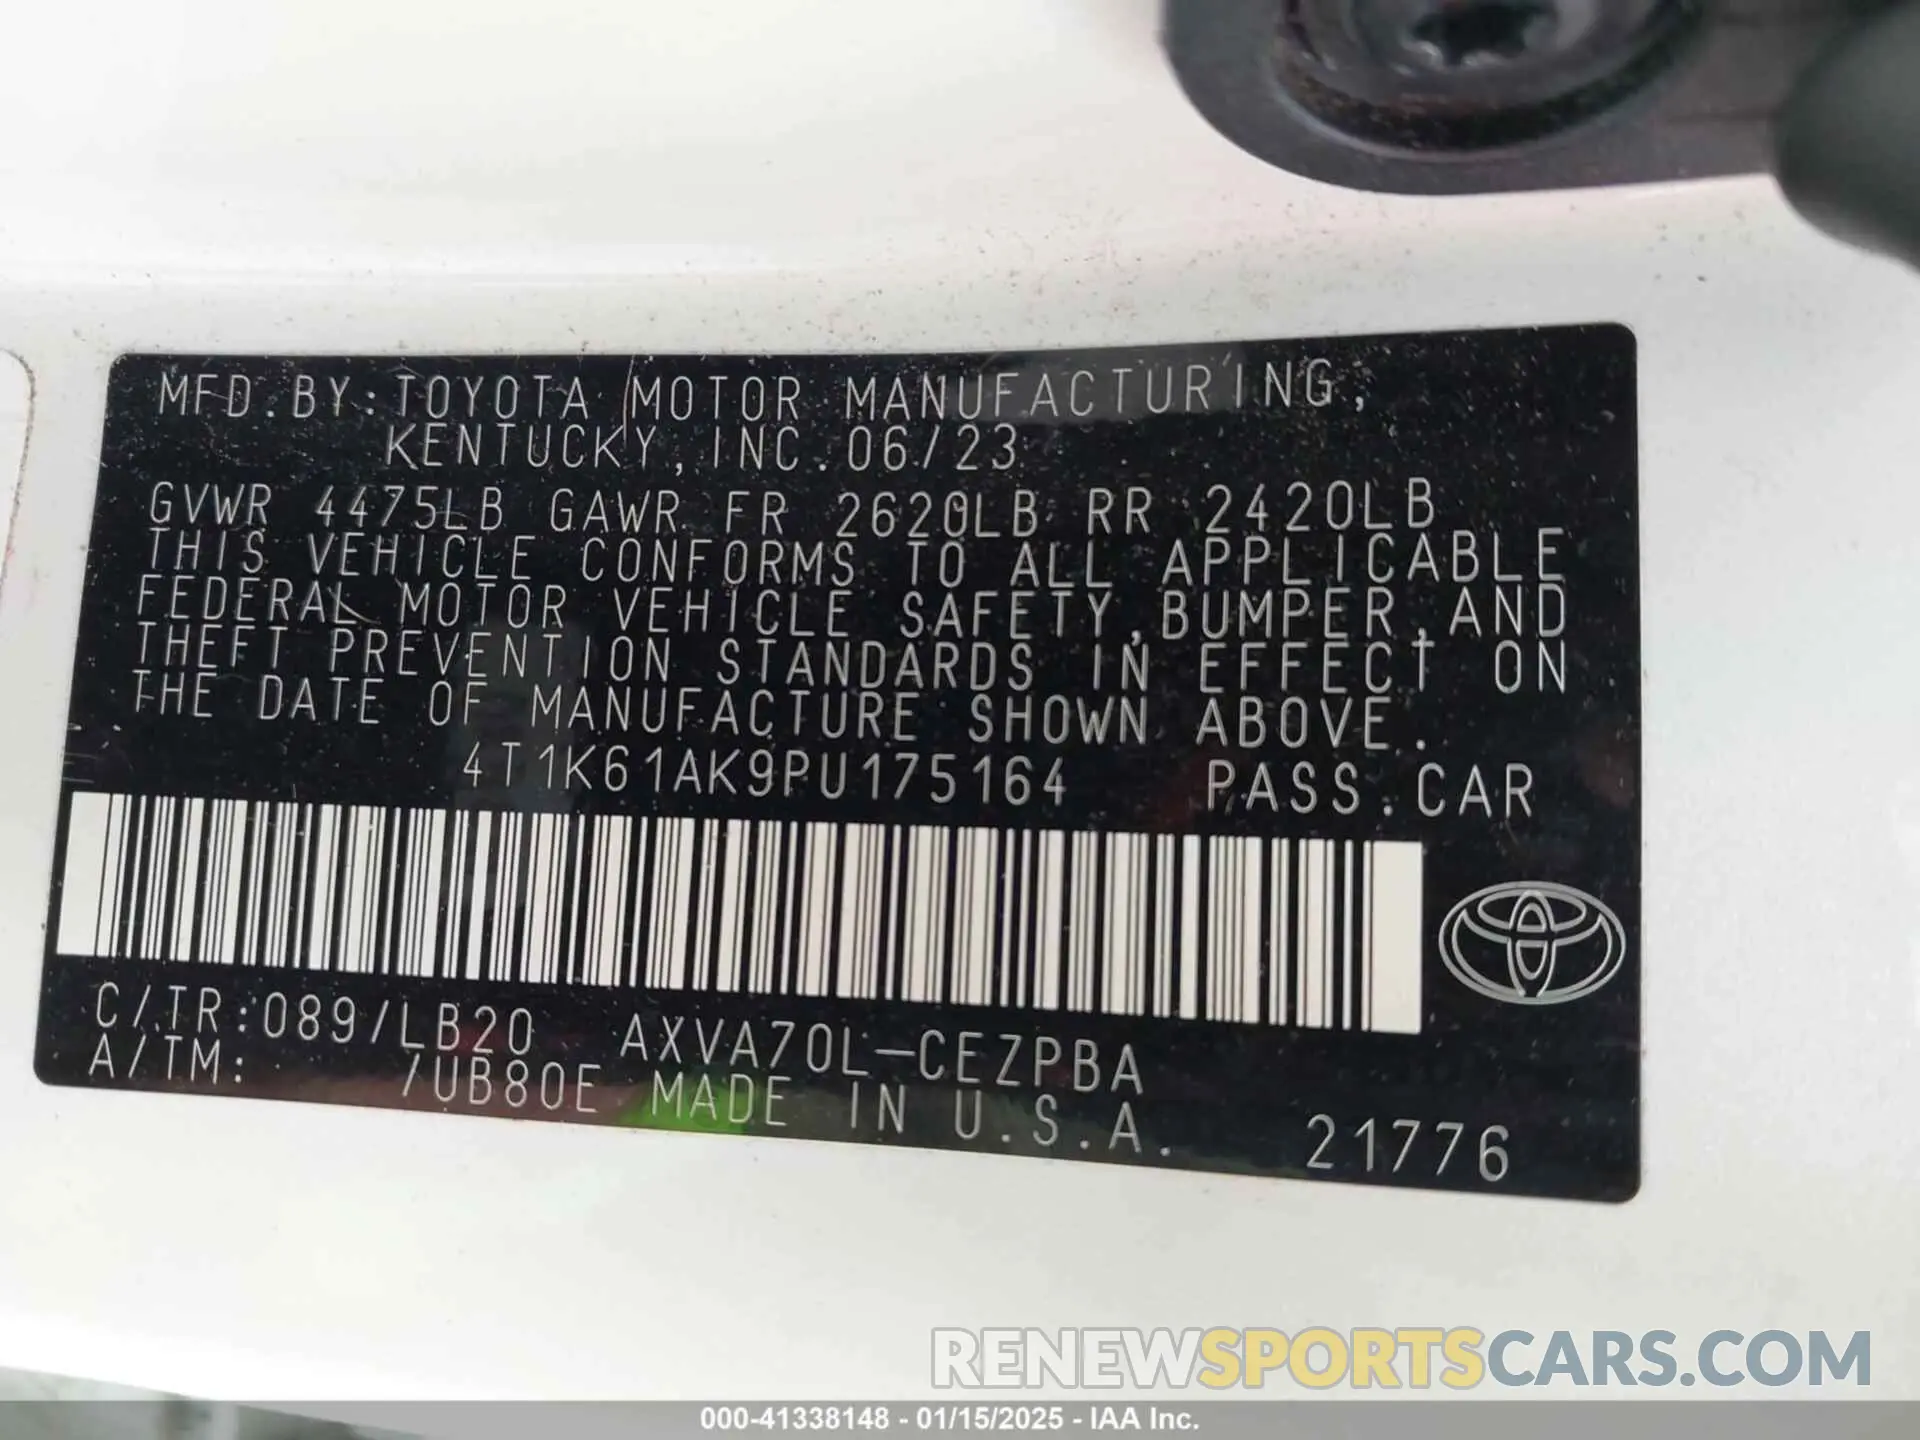 MFD.BY:TOYOTA MOTOR MANUFACTURING,
KENTUCKY,INC.06/23
GVWR 4475LB GAWR FR 2620LB RR 2420LB
THIS VEHICLE CONFORMS TO ALL APPLICABLE
FEDERAL MOTOR VEHICLE SAFETY,BUMPER,AND
THEFT PREVENTION STANDARDS IN EFFECT ON
THE DATE OF MANUFACTURE SHOWN ABOVE.
4T1K61AK9PU175164 PASS.CAR
C/TR:089/LB20 AXVA70L-CEZPBA
A/TM: /UB80E MADE IN U.S.A.
21776
RENEWSPORTSCARS.COM
000-41338148 - 01/15/2025 - IAA Inc.